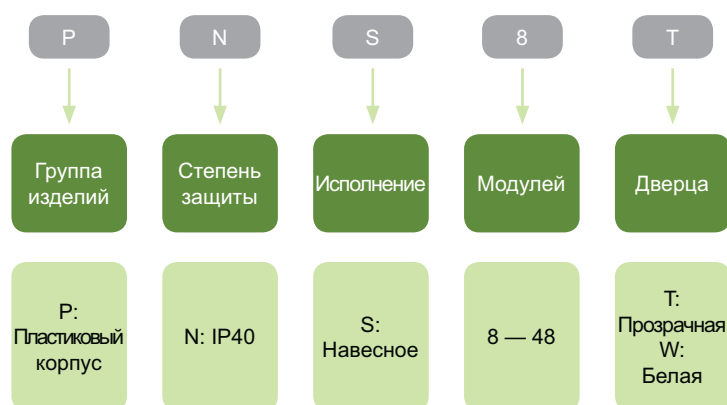 P N S 8 T
Группа
изделий
Степень
защиты
Исполнение
Модулей
Дверца
P:
Пластиковый
корпус
N: IP40
S:
Навесное
8 — 48
T:
Прозрачная
W:
Белая